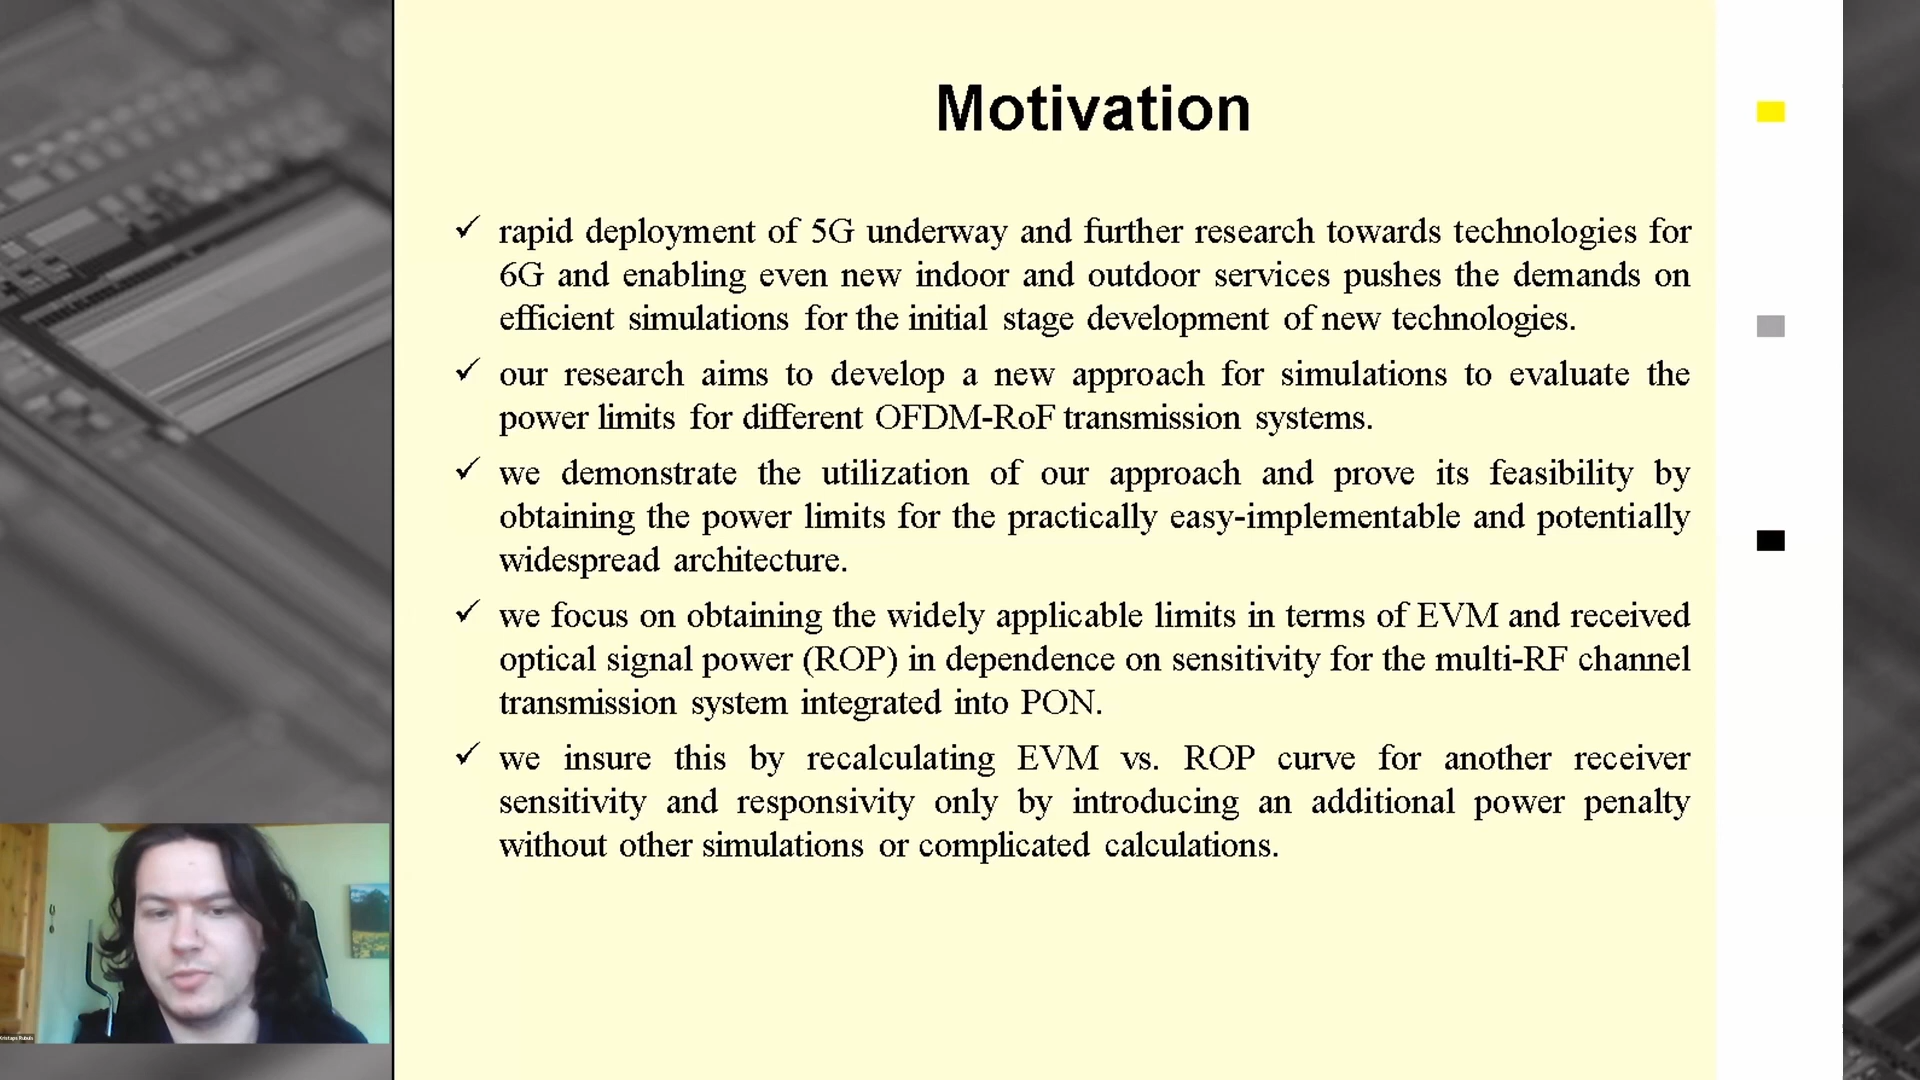 Motivation
✓ rapid deployment of 5G underway and further research towards technologies for
6G and enabling even new indoor and outdoor services pushes the demands on
efficient simulations for the initial stage development of new technologies.
✓ our research aims to develop a new approach for simulations to evaluate the
power limits for different OFDM-RoF transmission systems.
✓ we demonstrate the utilization of our approach and prove its feasibility by
obtaining the power limits for the practically easy-implementable and potentially
widespread architecture.
✓ we focus on obtaining the widely applicable limits in terms of EVM and received
optical signal power (ROP) in dependence on sensitivity for the multi-RF channel
transmission system integrated into PON.
✓ we insure this by recalculating EVM vs. ROP curve for another receiver
sensitivity and responsivity only by introducing an additional power penalty
without other simulations or complicated calculations.